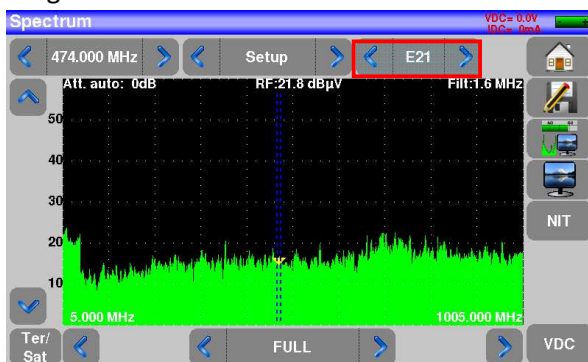 Spectrum
VDC= 0.0V
IDC= 0mA
474.000 MHz
Setup
E21
Att. auto: 0dB
RF:21.8 dBµV
Filt:1.6 MHz
50
40
30
20
10
5.000 MHz
1005.000 MHz
NIT
Ter/
Sat
FULL
VDC